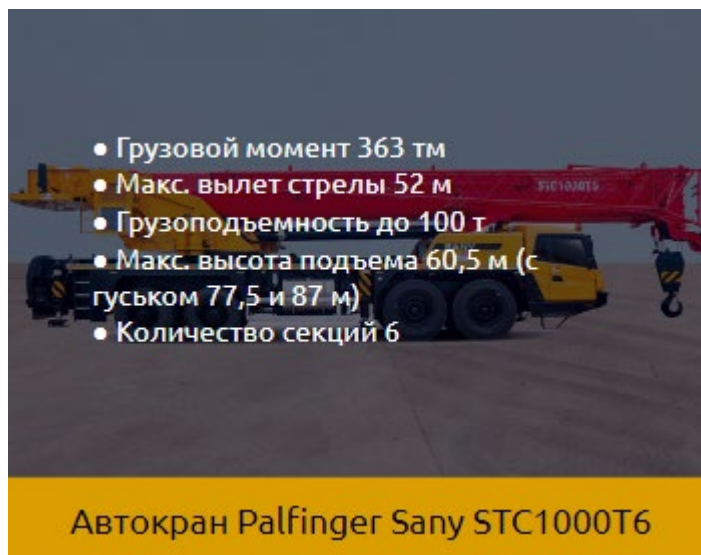 ● Грузовой момент 363 тм
● Макс. вылет стрелы 52 м
STC1000T6
● Грузоподъемность до 100 т
● Макс. высота подъема 60,5 м (с
гуськом 77,5 и 87 м)
● Количество секций 6
Автокран Palfinger Sany STC1000T6